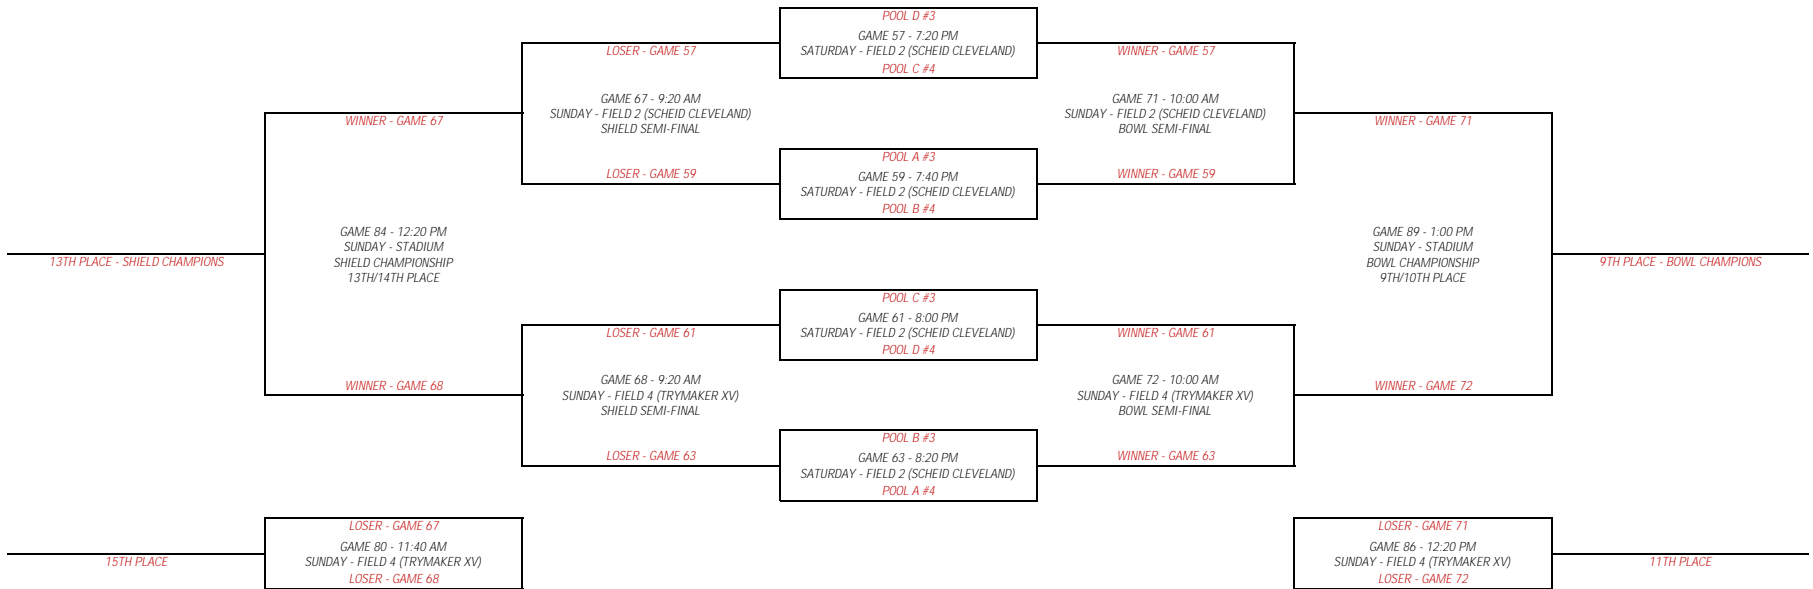 POOL D #3
GAME 57 - 7:20 PM
SATURDAY - FIELD 2 (SCHEID CLEVELAND)
POOL C #4
LOSER - GAME 57
WINNER - GAME 57
GAME 67 - 9:20 AM
SUNDAY - FIELD 2 (SCHEID CLEVELAND)
SHIELD SEMI-FINAL
GAME 71 - 10:00 AM
SUNDAY - FIELD 2 (SCHEID CLEVELAND)
BOWL SEMI-FINAL
WINNER - GAME 67
WINNER - GAME 71
POOL A #3
GAME 59 - 7:40 PM
SATURDAY - FIELD 2 (SCHEID CLEVELAND)
POOL B #4
LOSER - GAME 59
WINNER - GAME 59
GAME 84 - 12:20 PM
SUNDAY - STADIUM
SHIELD CHAMPIONSHIP
13TH/14TH PLACE
GAME 89 - 1:00 PM
SUNDAY - STADIUM
BOWL CHAMPIONSHIP
9TH/10TH PLACE
13TH PLACE - SHIELD CHAMPIONS
9TH PLACE - BOWL CHAMPIONS
POOL C #3
GAME 61 - 8:00 PM
SATURDAY - FIELD 2 (SCHEID CLEVELAND)
POOL D #4
LOSER - GAME 61
WINNER - GAME 61
GAME 68 - 9:20 AM
SUNDAY - FIELD 4 (TRYMAKER XV)
SHIELD SEMI-FINAL
GAME 72 - 10:00 AM
SUNDAY - FIELD 4 (TRYMAKER XV)
BOWL SEMI-FINAL
WINNER - GAME 68
WINNER - GAME 72
POOL B #3
GAME 63 - 8:20 PM
SATURDAY - FIELD 2 (SCHEID CLEVELAND)
POOL A #4
LOSER - GAME 63
WINNER - GAME 63
LOSER - GAME 67
GAME 80 - 11:40 AM
SUNDAY - FIELD 4 (TRYMAKER XV)
LOSER - GAME 68
15TH PLACE
LOSER - GAME 71
GAME 86 - 12:20 PM
SUNDAY - FIELD 4 (TRYMAKER XV)
LOSER - GAME 72
11TH PLACE